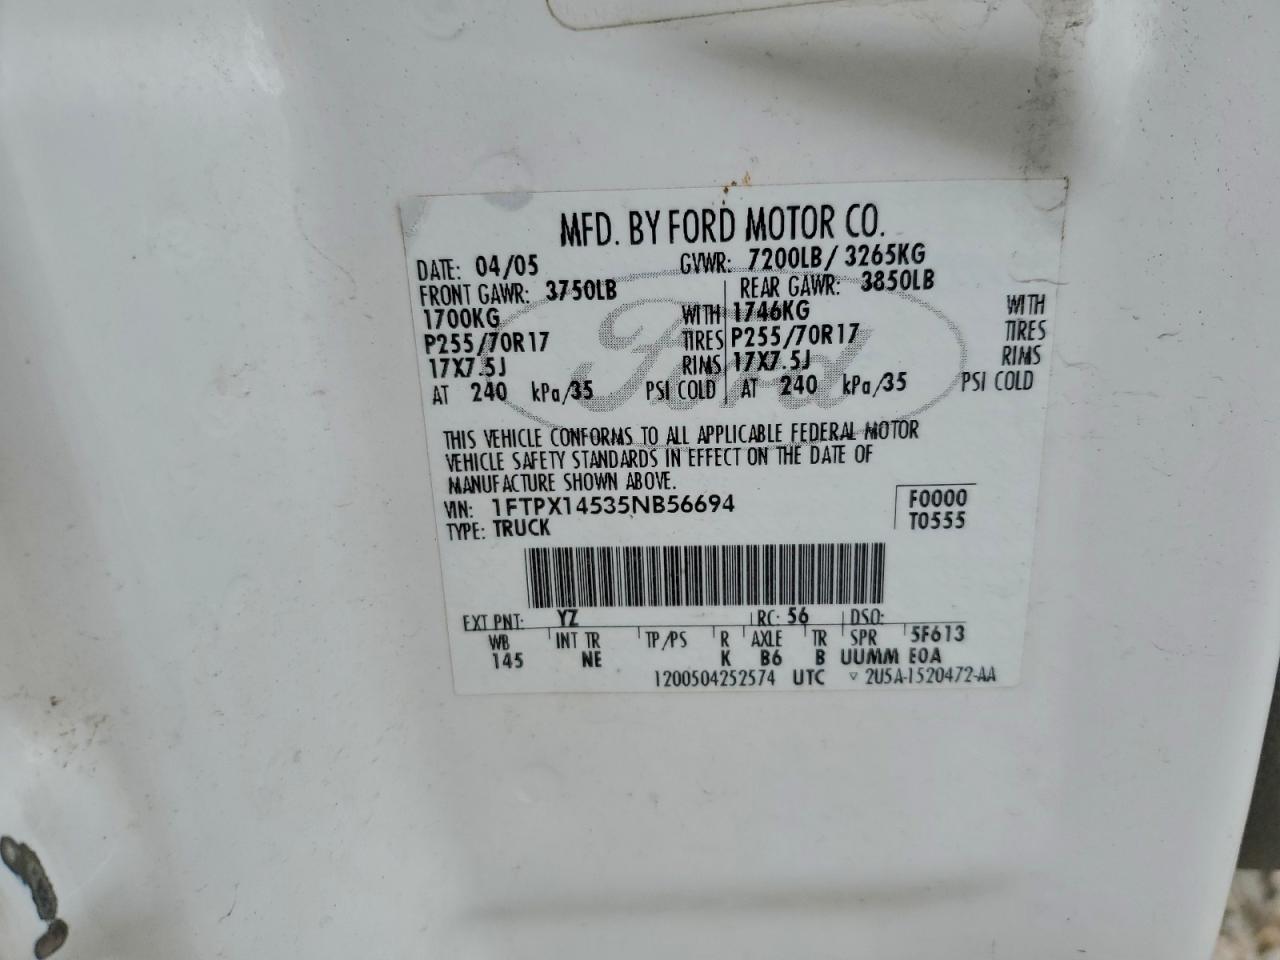 MFD. BY FORD MOTOR CO.
DATE: 04/05 GVWR: 7200LB/ 3265KG
FRONT GAWR: 3750LB REAR GAWR: 3850LB
1700KG WITH 1746KG WITH
P255/70R17 TIRES P255/70R17 TIRES
17X7.5J RIMS 17X7.5J RIMS
AT 240 kPa/35 PSI COLD AT 240 kPa/35 PSI COLD
Ford
THIS VEHICLE CONFORMS TO ALL APPLICABLE FEDERAL MOTOR
VEHICLE SAFETY STANDARDS IN EFFECT ON THE DATE OF
MANUFACTURE SHOWN ABOVE.
VIN: 1FTPX14535NB56694 F0000
TYPE: TRUCK T0555
EXT PNT: YZ RC: 56 DSO:
WB INT TR TP/PS R AXLE TR SPR 5F613
145 NE K B6 B UUMM E0A
1200504252574 UTC ▽ 2U5A-1520472-AA